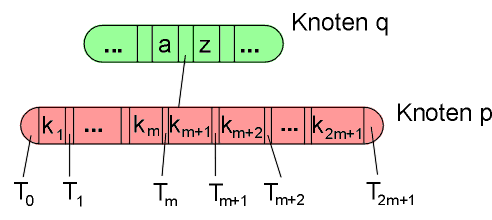 Knoten q
... a z ...
Knoten p
k1 ... km km+1 km+2 ... k2m+1
T0 T1 Tm Tm+1 Tm+2 T2m+1